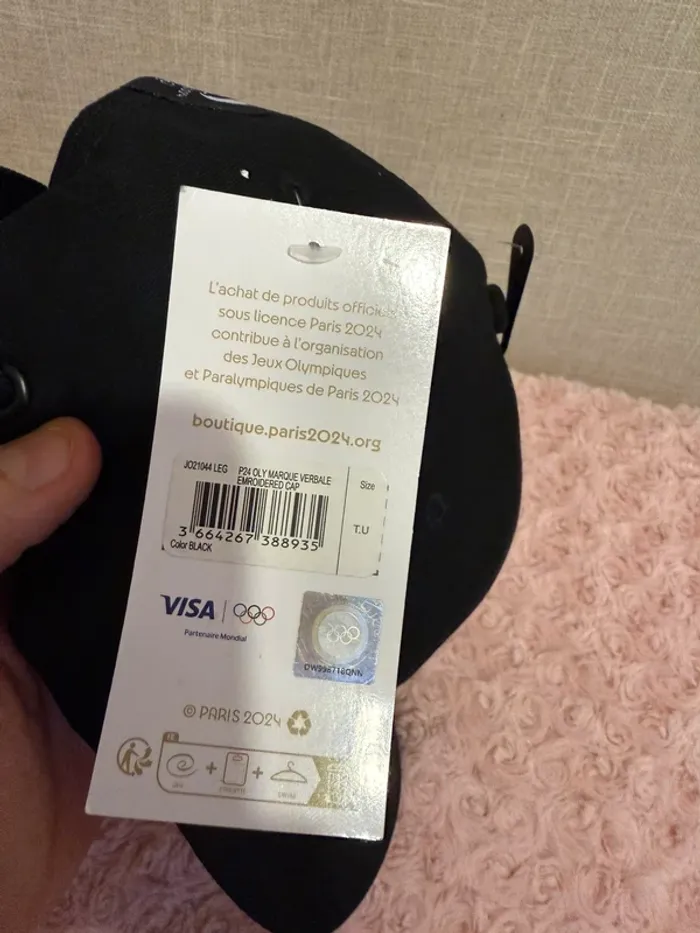 L'achat de produits offici
sous licence Paris 2024
contribue à l'organisation
des Jeux Olympiques
et Paralympiques de Paris 2024
boutique.paris2024.org
JO21044 LEG P24 OLY MARQUE VERBALE
EMROIDERED CAP
Size
T.U
3 664267 388935
Color BLACK
VISA
Partenaire Mondial
© PARIS 2024
FR